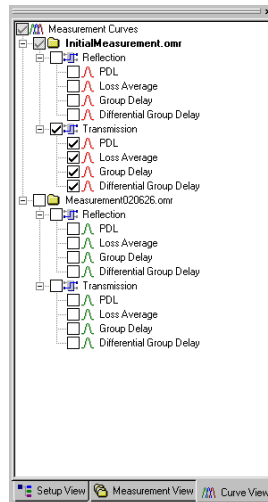 Measurement Curves
InitialMeasurement.omr
Reflection
PDL
Loss Average
Group Delay
Differential Group Delay
Transmission
PDL
Loss Average
Group Delay
Differential Group Delay
Measurement020626.omr
Reflection
PDL
Loss Average
Group Delay
Differential Group Delay
Transmission
PDL
Loss Average
Group Delay
Differential Group Delay
Setup View Measurement View Curve View